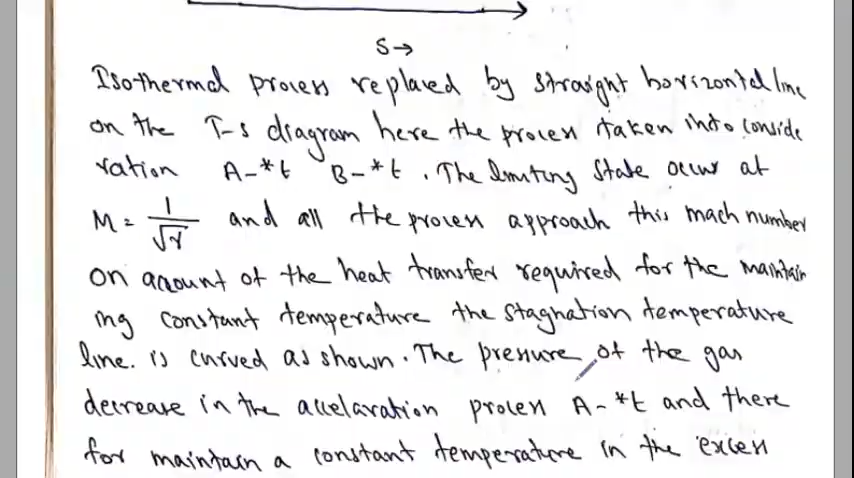 S→
Isothermal process replaced by straight horizontal line
on the T-s diagram here the process taken into conside
ration A-*t B-*t. The limiting state occur at
M = 1/√γ and all the process approach this mach number
on account of the heat transfer required for the maintain
ing constant temperature the stagnation temperature
line. is curved as shown. The pressure of the gas
decrease in the accelaration process A-*t and there
for maintain a constant temperature in the excess